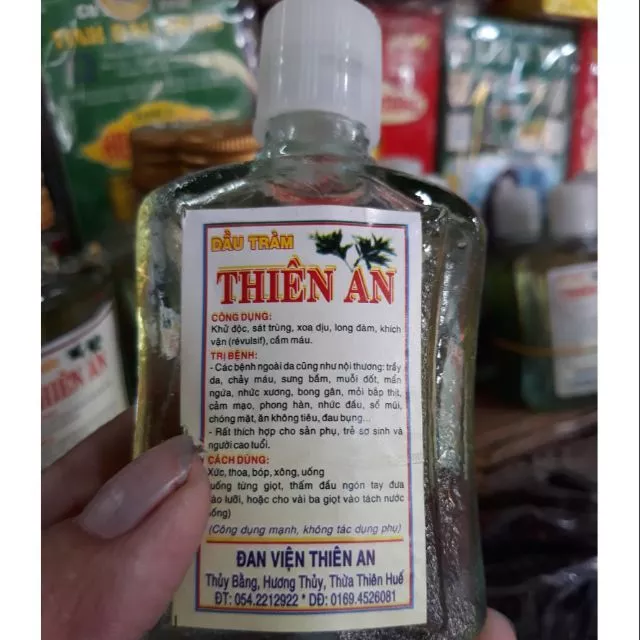 DẦU TRÀM
THIÊN AN
CÔNG DỤNG:
Khử độc, sát trùng, xoa dịu, long đàm, khích
vận (révulsif), cầm máu.
TRỊ BỆNH:
- Các bệnh ngoài da cũng như nội thương: trầy
da, chảy máu, sưng bầm, muỗi đốt, mẩn
ngứa, nhức xương, bong gân, mỏi bắp thịt,
cảm mạo, phong hàn, nhức đầu, sổ mũi,
chóng mặt, ăn không tiêu, đau bụng...
- Rất thích hợp cho sản phụ, trẻ sơ sinh và
người cao tuổi.
CÁCH DÙNG:
Xức, thoa, bóp, xông, uống
uống từng giọt, thấm đầu ngón tay đưa
vào lưỡi, hoặc cho vài ba giọt vào tách nước
uống)
(Công dụng mạnh, không tác dụng phụ)
ĐAN VIỆN THIÊN AN
Thủy Bằng, Hương Thủy, Thừa Thiên Huế
ĐT: 054.2212922 * DĐ: 0169.4526081
THIÊN AN